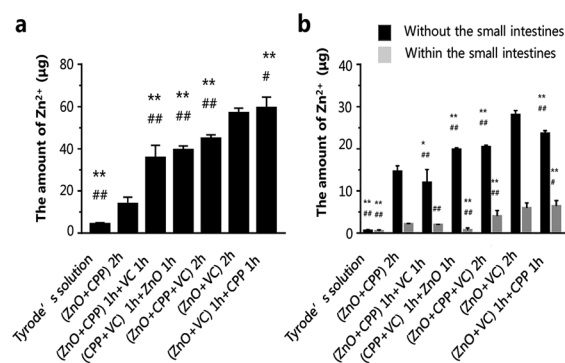 a
The amount of Zn²⁺ (μg)
80
60
40
20
0
**
##
**
##
**
##
**
##
**
#
Tyrode′ s solution
(ZnO+CPP) 2h
(ZnO+CPP) 1h+VC 1h
(CPP+VC) 1h+ZnO 1h
(ZnO+CPP+VC) 2h
(ZnO+VC) 2h
(ZnO+VC) 1h+CPP 1h
b
Without the small intestines
Within the small intestines
The amount of Zn²⁺ (μg)
40
30
20
10
0
**
##
**
##
*
##
##
**
##
**
##
**
##
**
##
**
##
**
#
Tyrode′ s solution
(ZnO+CPP) 2h
(ZnO+CPP) 1h+VC 1h
(CPP+VC) 1h+ZnO 1h
(ZnO+CPP+VC) 2h
(ZnO+VC) 2h
(ZnO+VC) 1h+CPP 1h